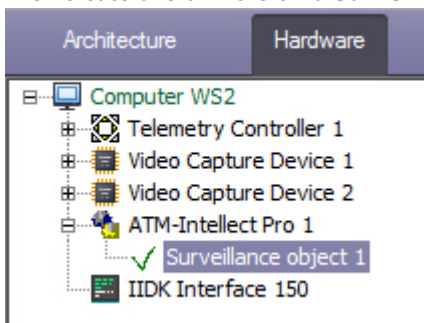 Architecture Hardware
Computer WS2
Telemetry Controller 1
Video Capture Device 1
Video Capture Device 2
ATM-Intellect Pro 1
Surveillance object 1
IIDK Interface 150